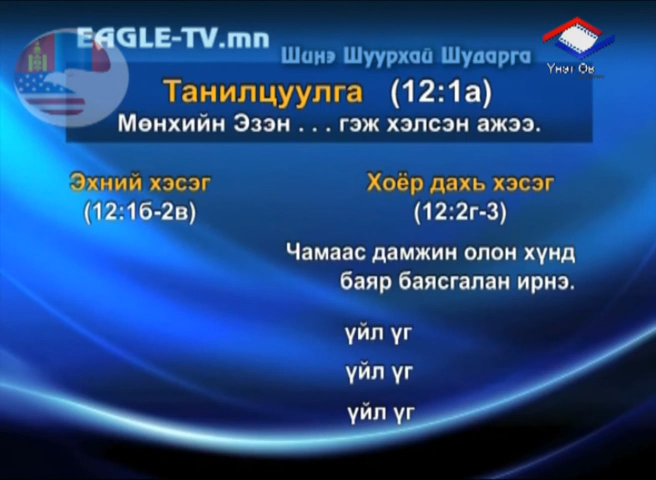 EAGLE-TV.mn
Шинэ Шуурхай Шударга
Үнэт Өв
Танилцуулга (12:1а)
Мөнхийн Эзэн . . . гэж хэлсэн ажээ.
Эхний хэсэг
(12:1б-2в)
Хоёр дахь хэсэг
(12:2г-3)
Чамаас дамжин олон хүнд
баяр баясгалан ирнэ.
үйл үг
үйл үг
үйл үг